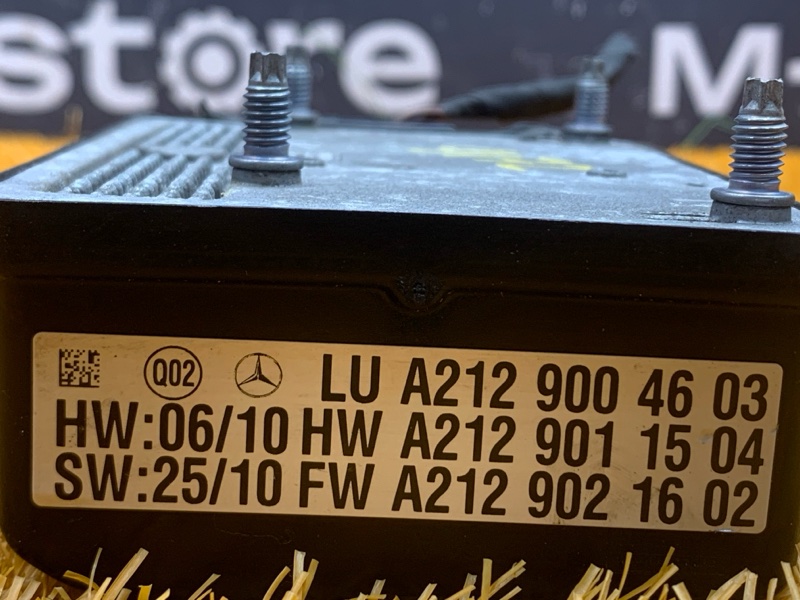 store M-
Q02 LU A212 900 46 03
HW:06/10 HW A212 901 15 04
SW:25/10 FW A212 902 16 02